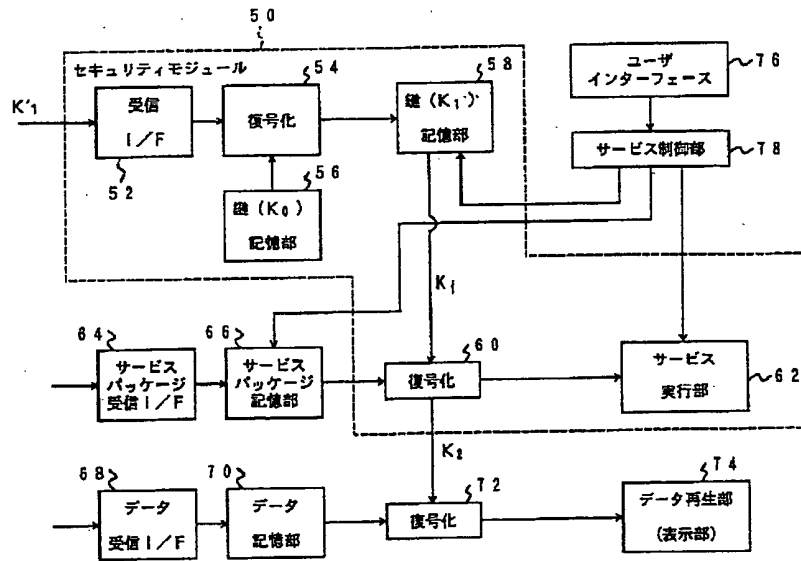 50
セキュリティモジュール
K'1
受信
I/F
52
54
復号化
56
鍵（K0）
記憶部
58
鍵（K1）
記憶部
ユーザ
インターフェース
76
サービス制御部
78
K1
64
サービス
パッケージ
受信I/F
66
サービス
パッケージ
記憶部
60
復号化
サービス
実行部
62
K2
68
データ
受信I/F
70
データ
記憶部
72
復号化
74
データ再生部
(表示部)